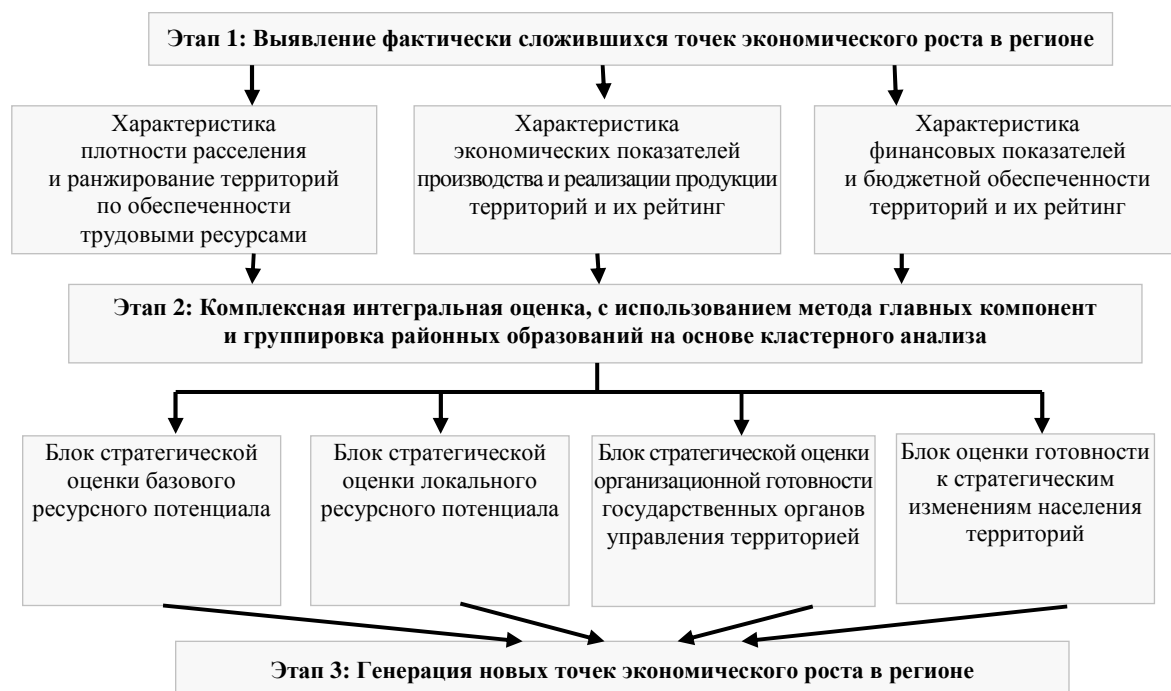 Этап 1: Выявление фактически сложившихся точек экономического роста в регионе
Характеристика
плотности расселения
и ранжирование территорий
по обеспеченности
трудовыми ресурсами
Характеристика
экономических показателей
производства и реализации продукции
территорий и их рейтинг
Характеристика
финансовых показателей
и бюджетной обеспеченности
территорий и их рейтинг
Этап 2: Комплексная интегральная оценка, с использованием метода главных компонент
и группировка районных образований на основе кластерного анализа
Блок стратегической
оценки базового
ресурсного потенциала
Блок стратегической
оценки локального
ресурсного потенциала
Блок стратегической оценки
организационной готовности
государственных органов
управления территорией
Блок оценки готовности
к стратегическим
изменениям населения
территорий
Этап 3: Генерация новых точек экономического роста в регионе